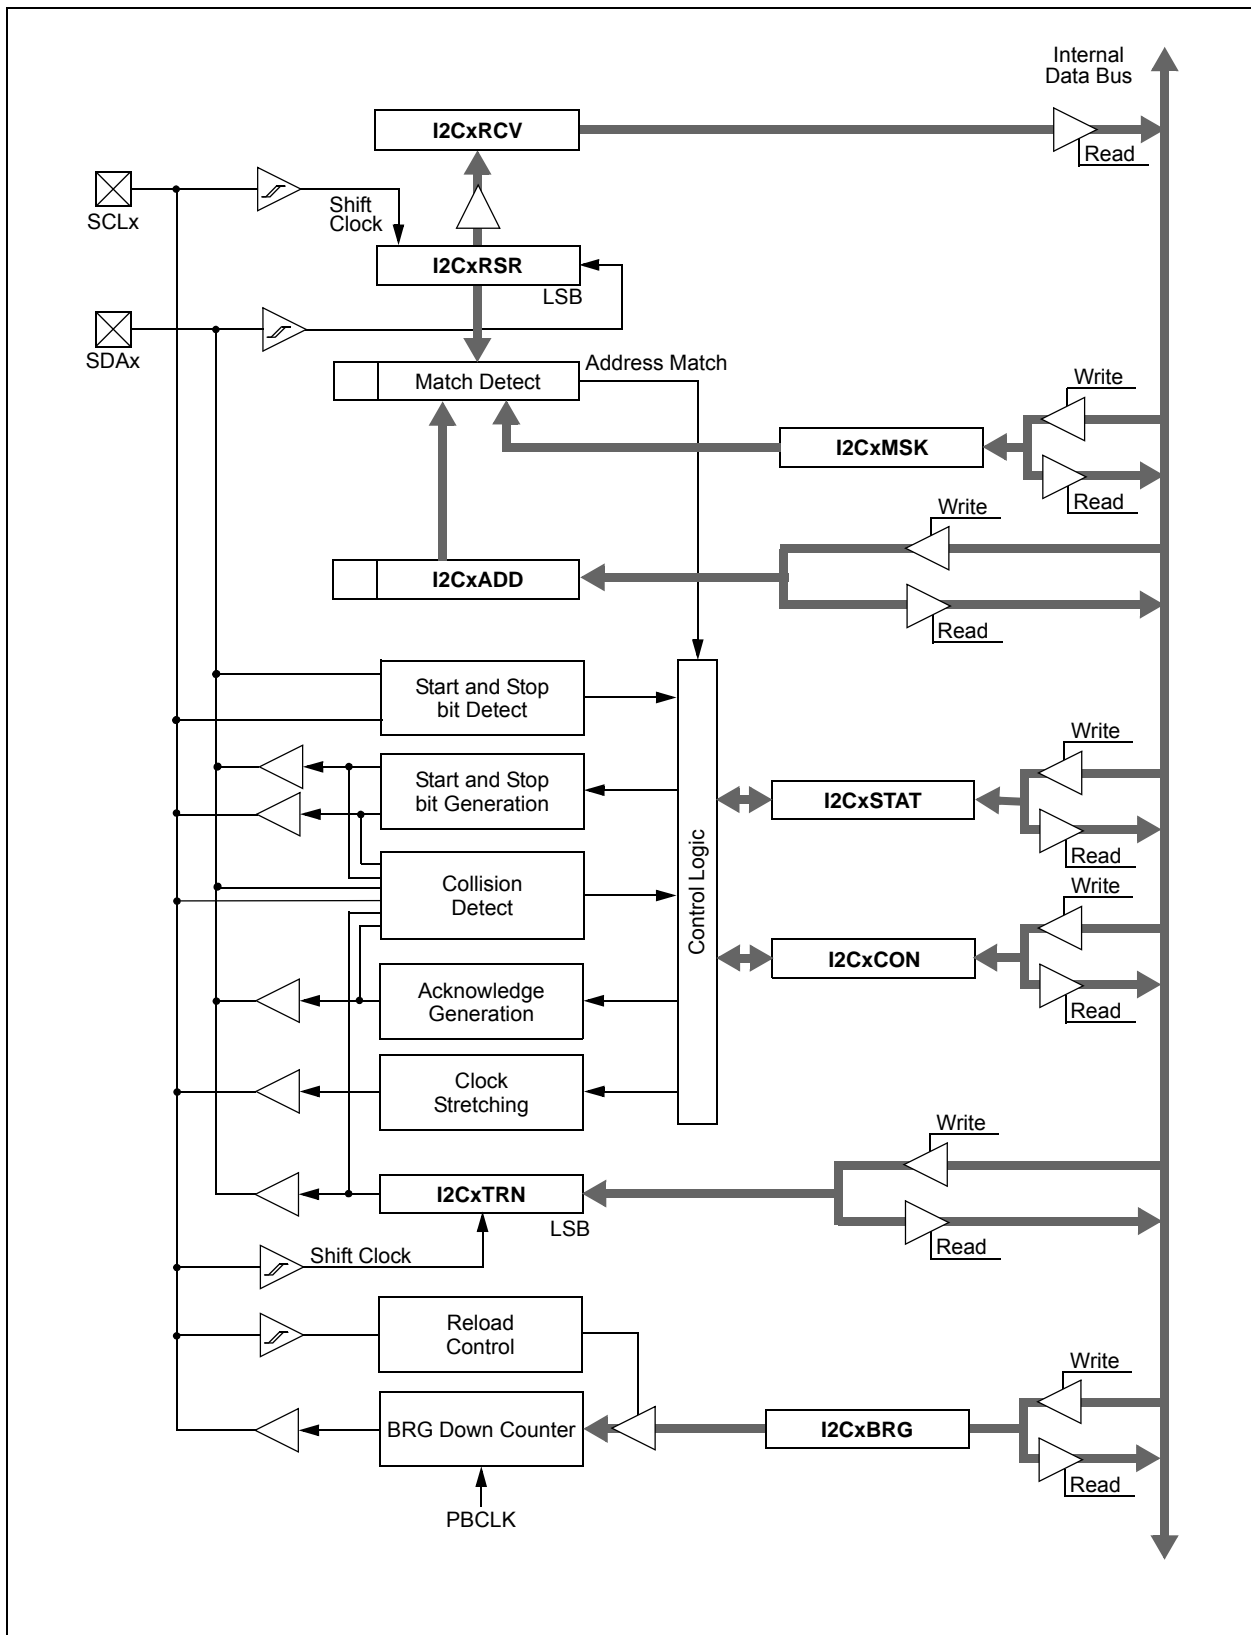 Internal
Data Bus
I2CxRCV
Read
SCLx
Shift
Clock
I2CxRSR
LSB
SDAx
Match Detect
Address Match
Write
I2CxMSK
Read
Write
I2CxADD
Read
Start and Stop
bit Detect
Start and Stop
bit Generation
Write
I2CxSTAT
Read
Control Logic
Collision
Detect
Write
I2CxCON
Read
Acknowledge
Generation
Clock
Stretching
Write
I2CxTRN
LSB
Read
Shift Clock
Reload
Control
Write
BRG Down Counter
I2CxBRG
Read
PBCLK